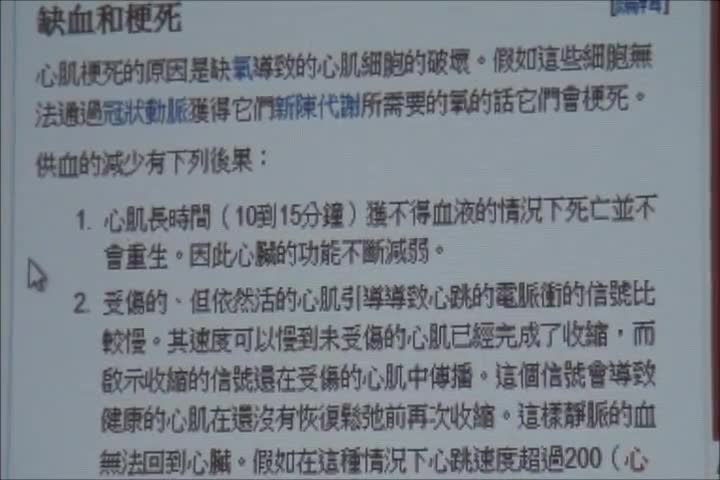 缺血和梗死
心肌梗死的原因是缺氧導致的心肌細胞的破壞。假如這些細胞無
法通過冠狀動脈獲得它們新陳代謝所需要的氧的話它們會梗死。
供血的減少有下列後果：
1. 心肌長時間（10到15分鐘）獲不得血液的情況下死亡並不
會重生。因此心臟的功能不斷減弱。
2. 受傷的、但依然活的心肌引導導致心跳的電脈衝的信號比
較慢。其速度可以慢到未受傷的心肌已經完成了收縮，而
啟示收縮的信號還在受傷的心肌中傳播。這個信號會導致
健康的心肌在還沒有恢復鬆弛前再次收縮。這樣靜脈的血
無法回到心臟。假如在這種情況下心跳速度超過200（心